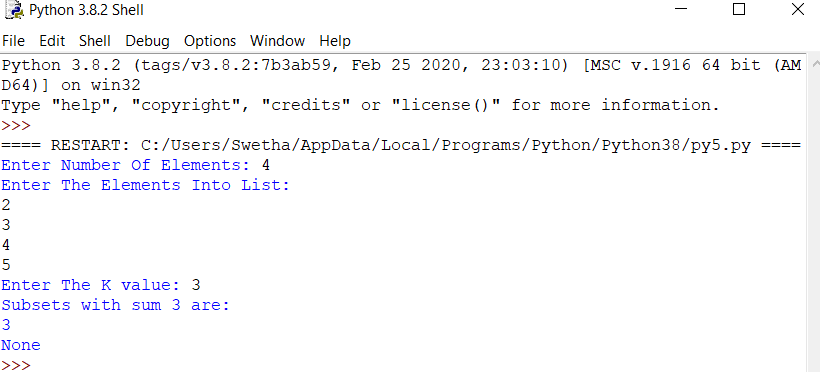 Python 3.8.2 Shell
File Edit Shell Debug Options Window Help
Python 3.8.2 (tags/v3.8.2:7b3ab59, Feb 25 2020, 23:03:10) [MSC v.1916 64 bit (AM
D64)] on win32
Type "help", "copyright", "credits" or "license()" for more information.
>>>
==== RESTART: C:/Users/Swetha/AppData/Local/Programs/Python/Python38/py5.py ====
Enter Number Of Elements: 4
Enter The Elements Into List:
2
3
4
5
Enter The K value: 3
Subsets with sum 3 are:
3
None
>>>